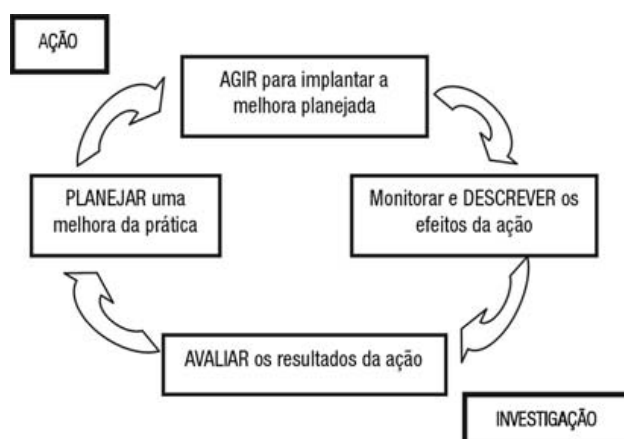 AÇÃO
AGIR para implantar a
melhora planejada
PLANEJAR uma
melhora da prática
Monitorar e DESCREVER os
efeitos da ação
AVALIAR os resultados da ação
INVESTIGAÇÃO